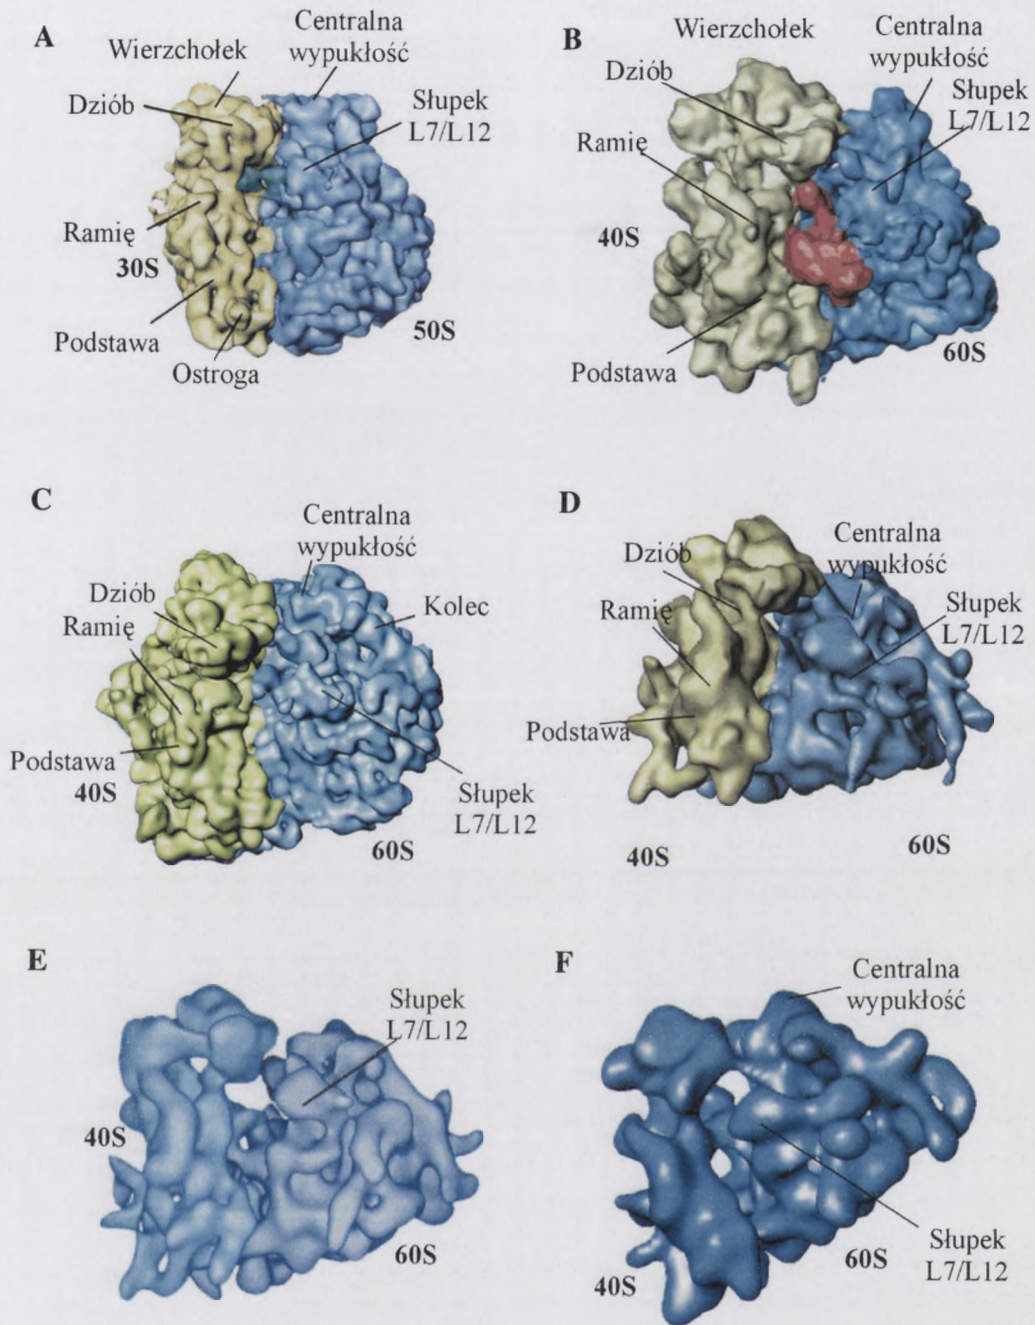 A
Wierzchołek
Centralna
wypukłość
Dziób
Słupek
L7/L12
Ramię
30S
Podstawa
50S
Ostroga
B
Wierzchołek
Centralna
wypukłość
Dziób
Słupek
L7/L12
Ramię
40S
60S
Podstawa
C
Centralna
wypukłość
Dziób
Kolec
Ramię
Podstawa
40S
Słupek
L7/L12
60S
D
Centralna
wypukłość
Dziób
Ramię
Słupek
L7/L12
Podstawa
40S
60S
E
Słupek
L7/L12
40S
60S
F
Centralna
wypukłość
Słupek
L7/L12
60S
40S